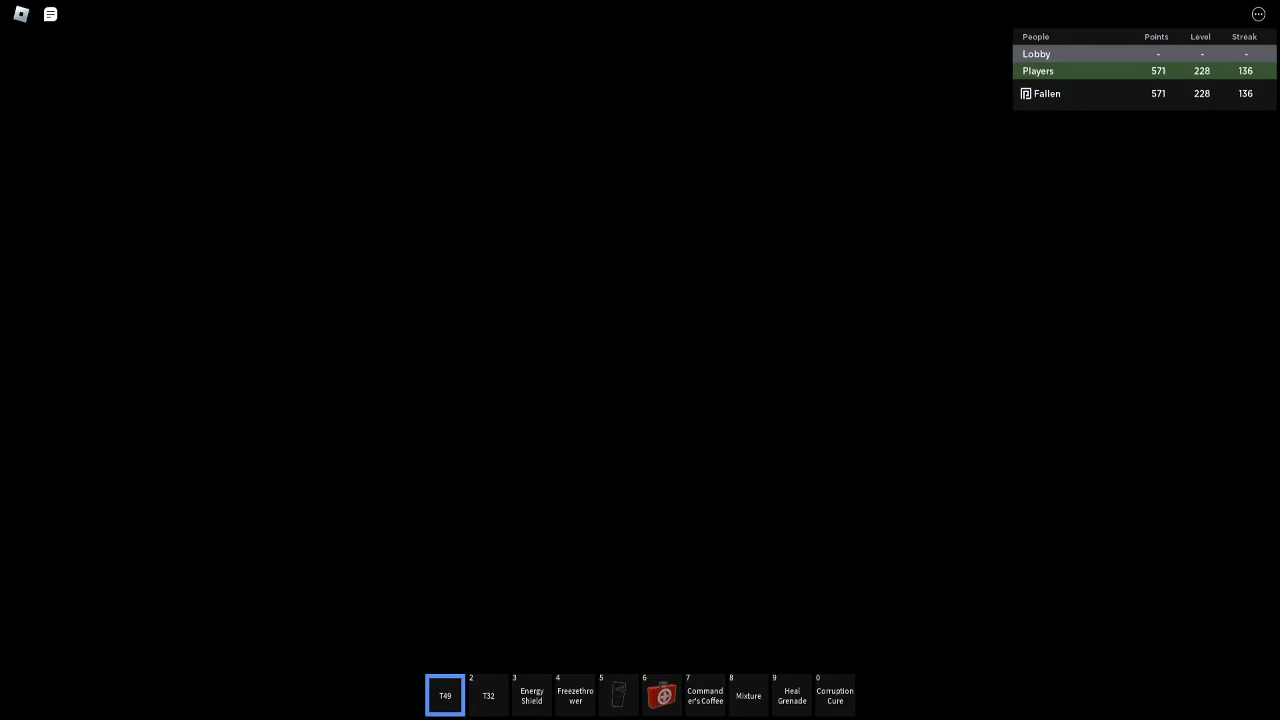 People Points Level Streak
Lobby - - -
Players 571 228 136
Fallen 571 228 136
T49
2
T32
3
Energy
Shield
4
Freezethro
wer
5
6
7
Command
er's Coffee
8
Mixture
9
Heal
Grenade
0
Corruption
Cure